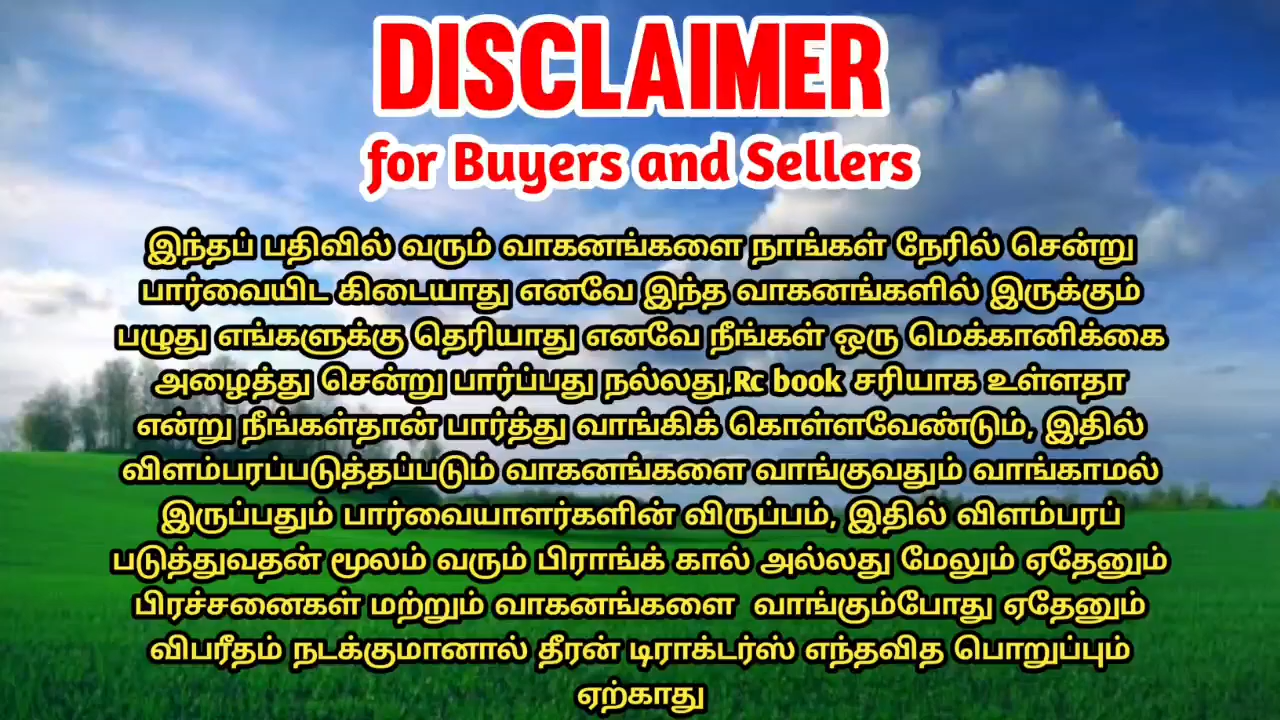 DISCLAIMER
for Buyers and Sellers
இந்தப் பதிவில் வரும் வாகனங்களை நாங்கள் நேரில் சென்று
பார்வையிட கிடையாது எனவே இந்த வாகனங்களில் இருக்கும்
பழுது எங்களுக்கு தெரியாது எனவே நீங்கள் ஒரு மெக்கானிக்கை
அழைத்து சென்று பார்ப்பது நல்லது,Rc book சரியாக உள்ளதா
என்று நீங்கள்தான் பார்த்து வாங்கிக் கொள்ளவேண்டும், இதில்
விளம்பரப்படுத்தப்படும் வாகனங்களை வாங்குவதும் வாங்காமல்
இருப்பதும் பார்வையாளர்களின் விருப்பம், இதில் விளம்பரப்
படுத்துவதன் மூலம் வரும் பிராங்க் கால் அல்லது மேலும் ஏதேனும்
பிரச்சனைகள் மற்றும் வாகனங்களை வாங்கும்போது ஏதேனும்
விபரீதம் நடக்குமானால் தீரன் டிராக்டர்ஸ் எந்தவித பொறுப்பும்
ஏற்காது